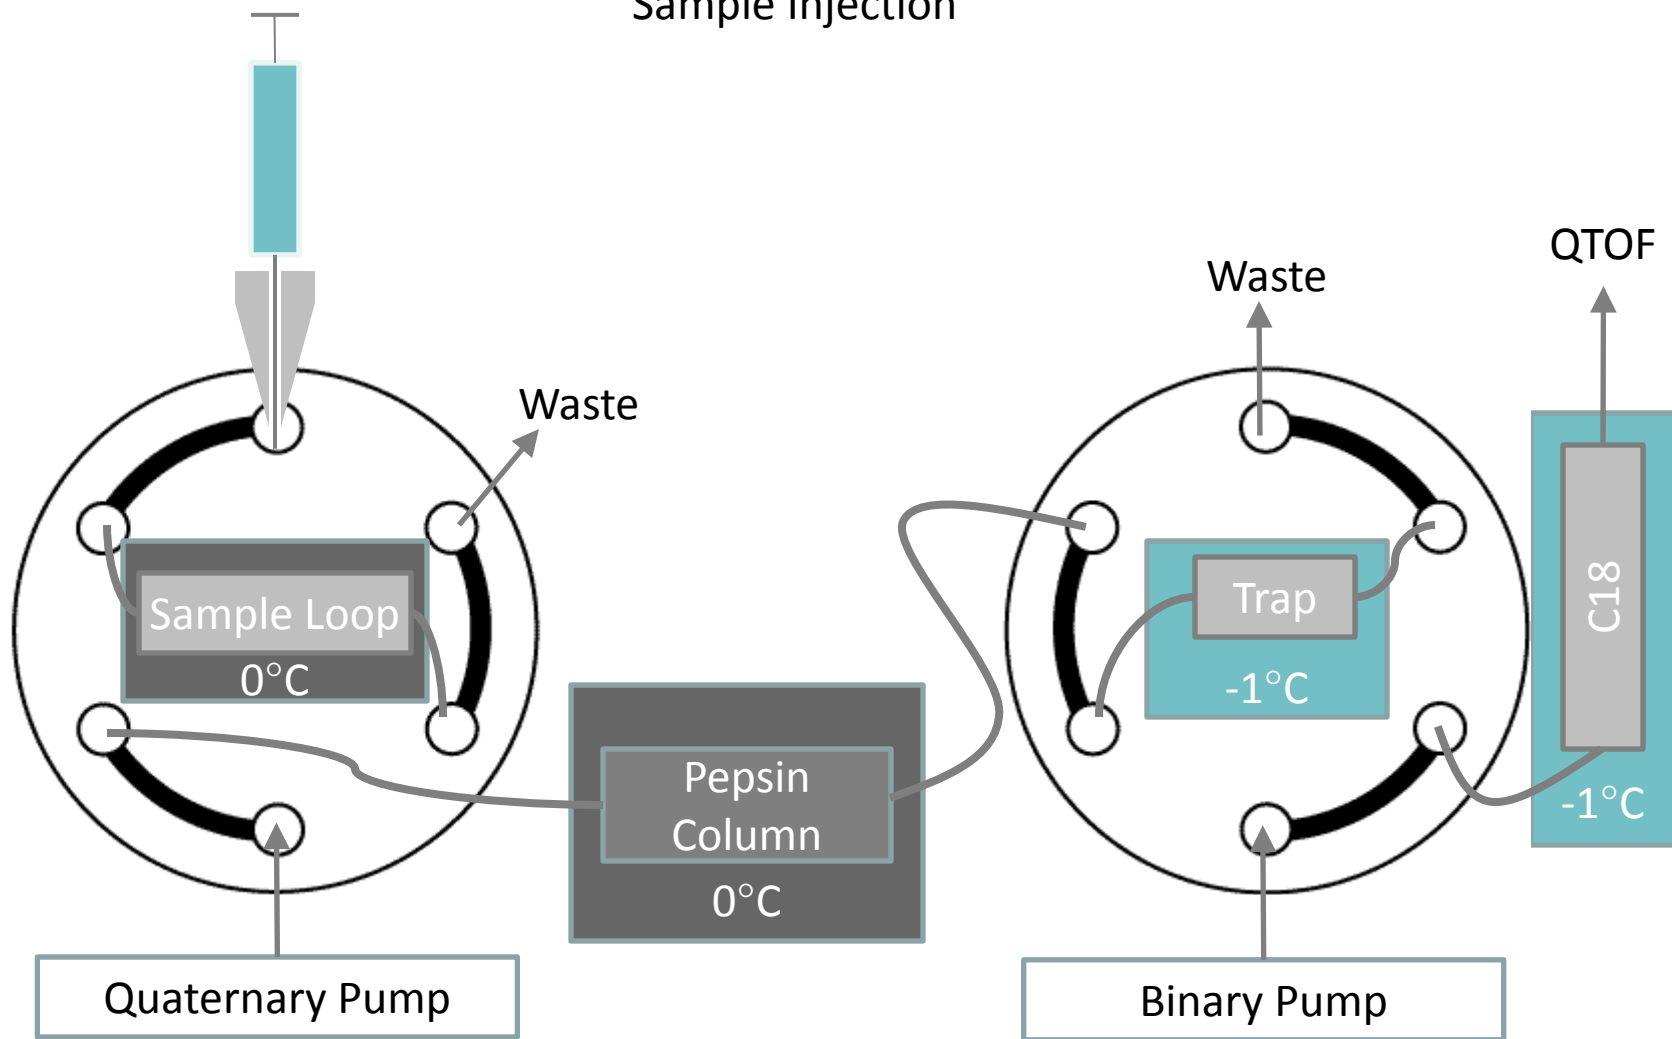 Sample Injection
QTOF
Waste
Waste
Sample Loop
0°C
Trap
-1°C
C18
-1°C
Pepsin
Column
0°C
Quaternary Pump
Binary Pump